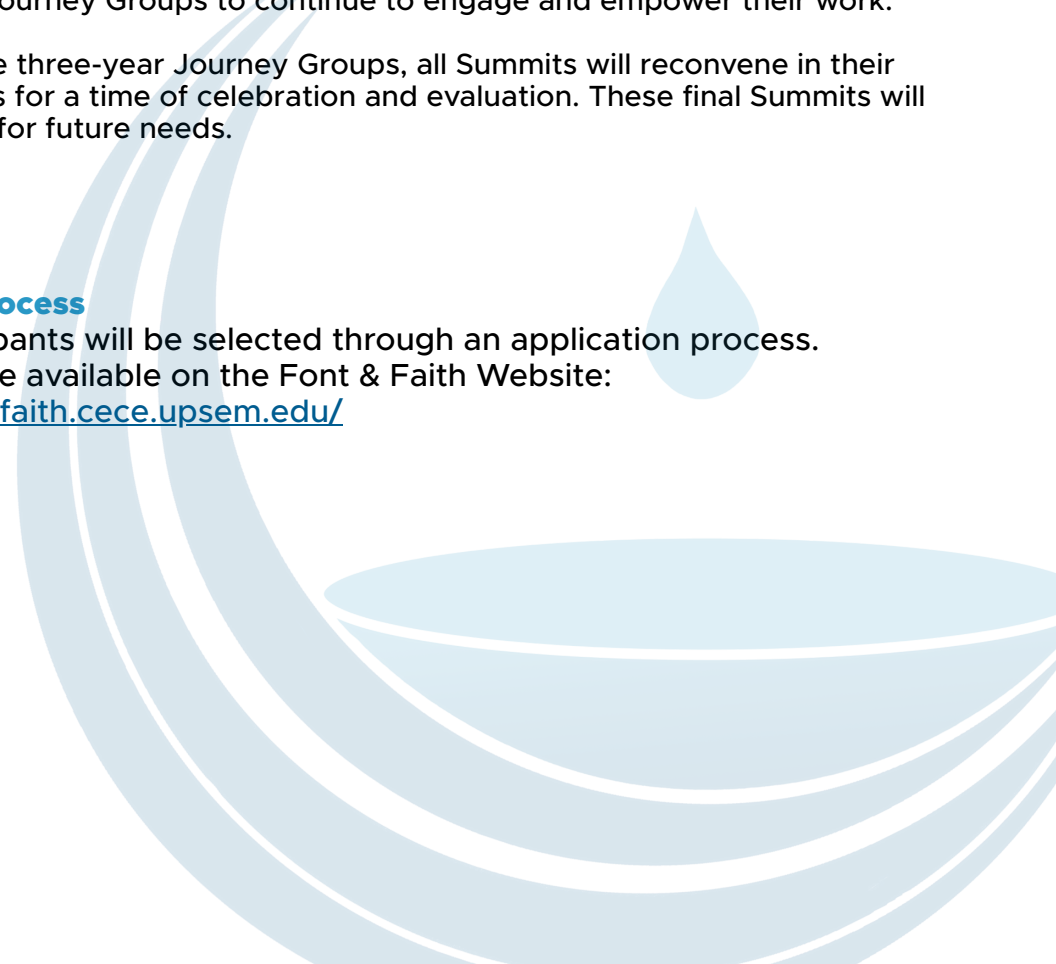 ourney Groups to continue to engage and empower their work.
e three-year Journey Groups, all Summits will reconvene in their
s for a time of celebration and evaluation. These final Summits will
for future needs.
ocess
pants will be selected through an application process.
e available on the Font & Faith Website:
faith.cece.upsem.edu/